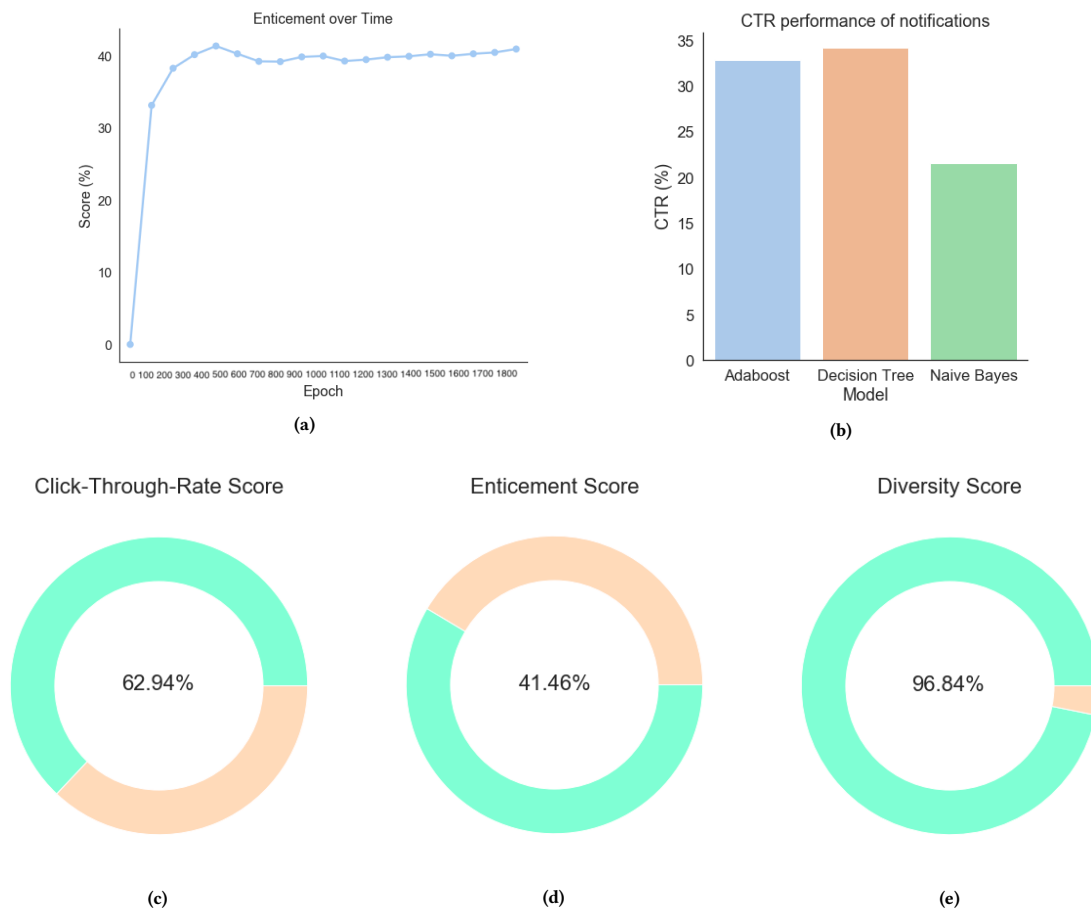 Enticement over Time
40
30
20
10
0
Score (%)
0 100 200 300 400 500 600 700 800 900 1000 1100 1200 1300 1400 1500 1600 1700 1800
Epoch
(a)
CTR performance of notifications
35
30
25
20
15
10
5
0
CTR (%)
Adaboost Decision Tree Naive Bayes
Model
(b)
Click-Through-Rate Score
62.94%
(c)
Enticement Score
41.46%
(d)
Diversity Score
96.84%
(e)